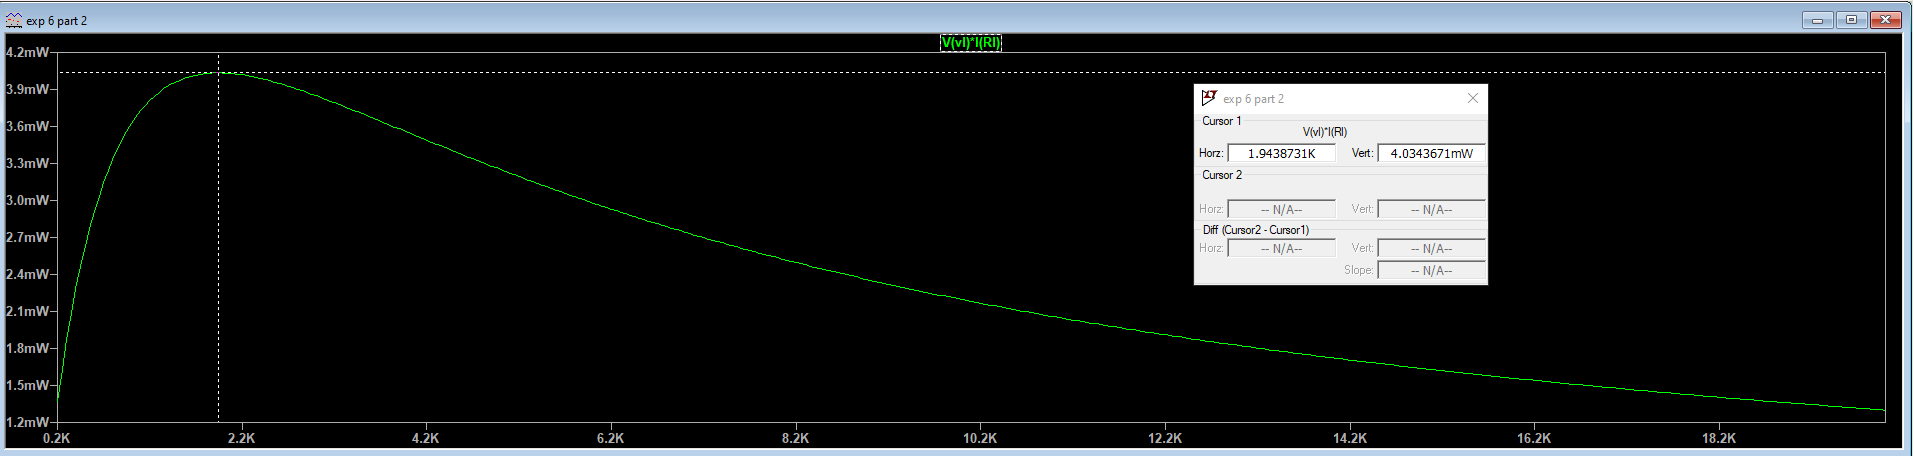 exp 6 part 2
V(vl)*I(Rl)
4.2mW
3.9mW
3.6mW
3.3mW
3.0mW
2.7mW
2.4mW
2.1mW
1.8mW
1.5mW
1.2mW
0.2K 2.2K 4.2K 6.2K 8.2K 10.2K 12.2K 14.2K 16.2K 18.2K
exp 6 part 2
Cursor 1
V(vl)*I(Rl)
Horz: 1.9438731K Vert: 4.0343671mW
Cursor 2
Horz: -- N/A-- Vert: -- N/A--
Diff (Cursor2 - Cursor1)
Horz: -- N/A-- Vert: -- N/A--
Slope: -- N/A--